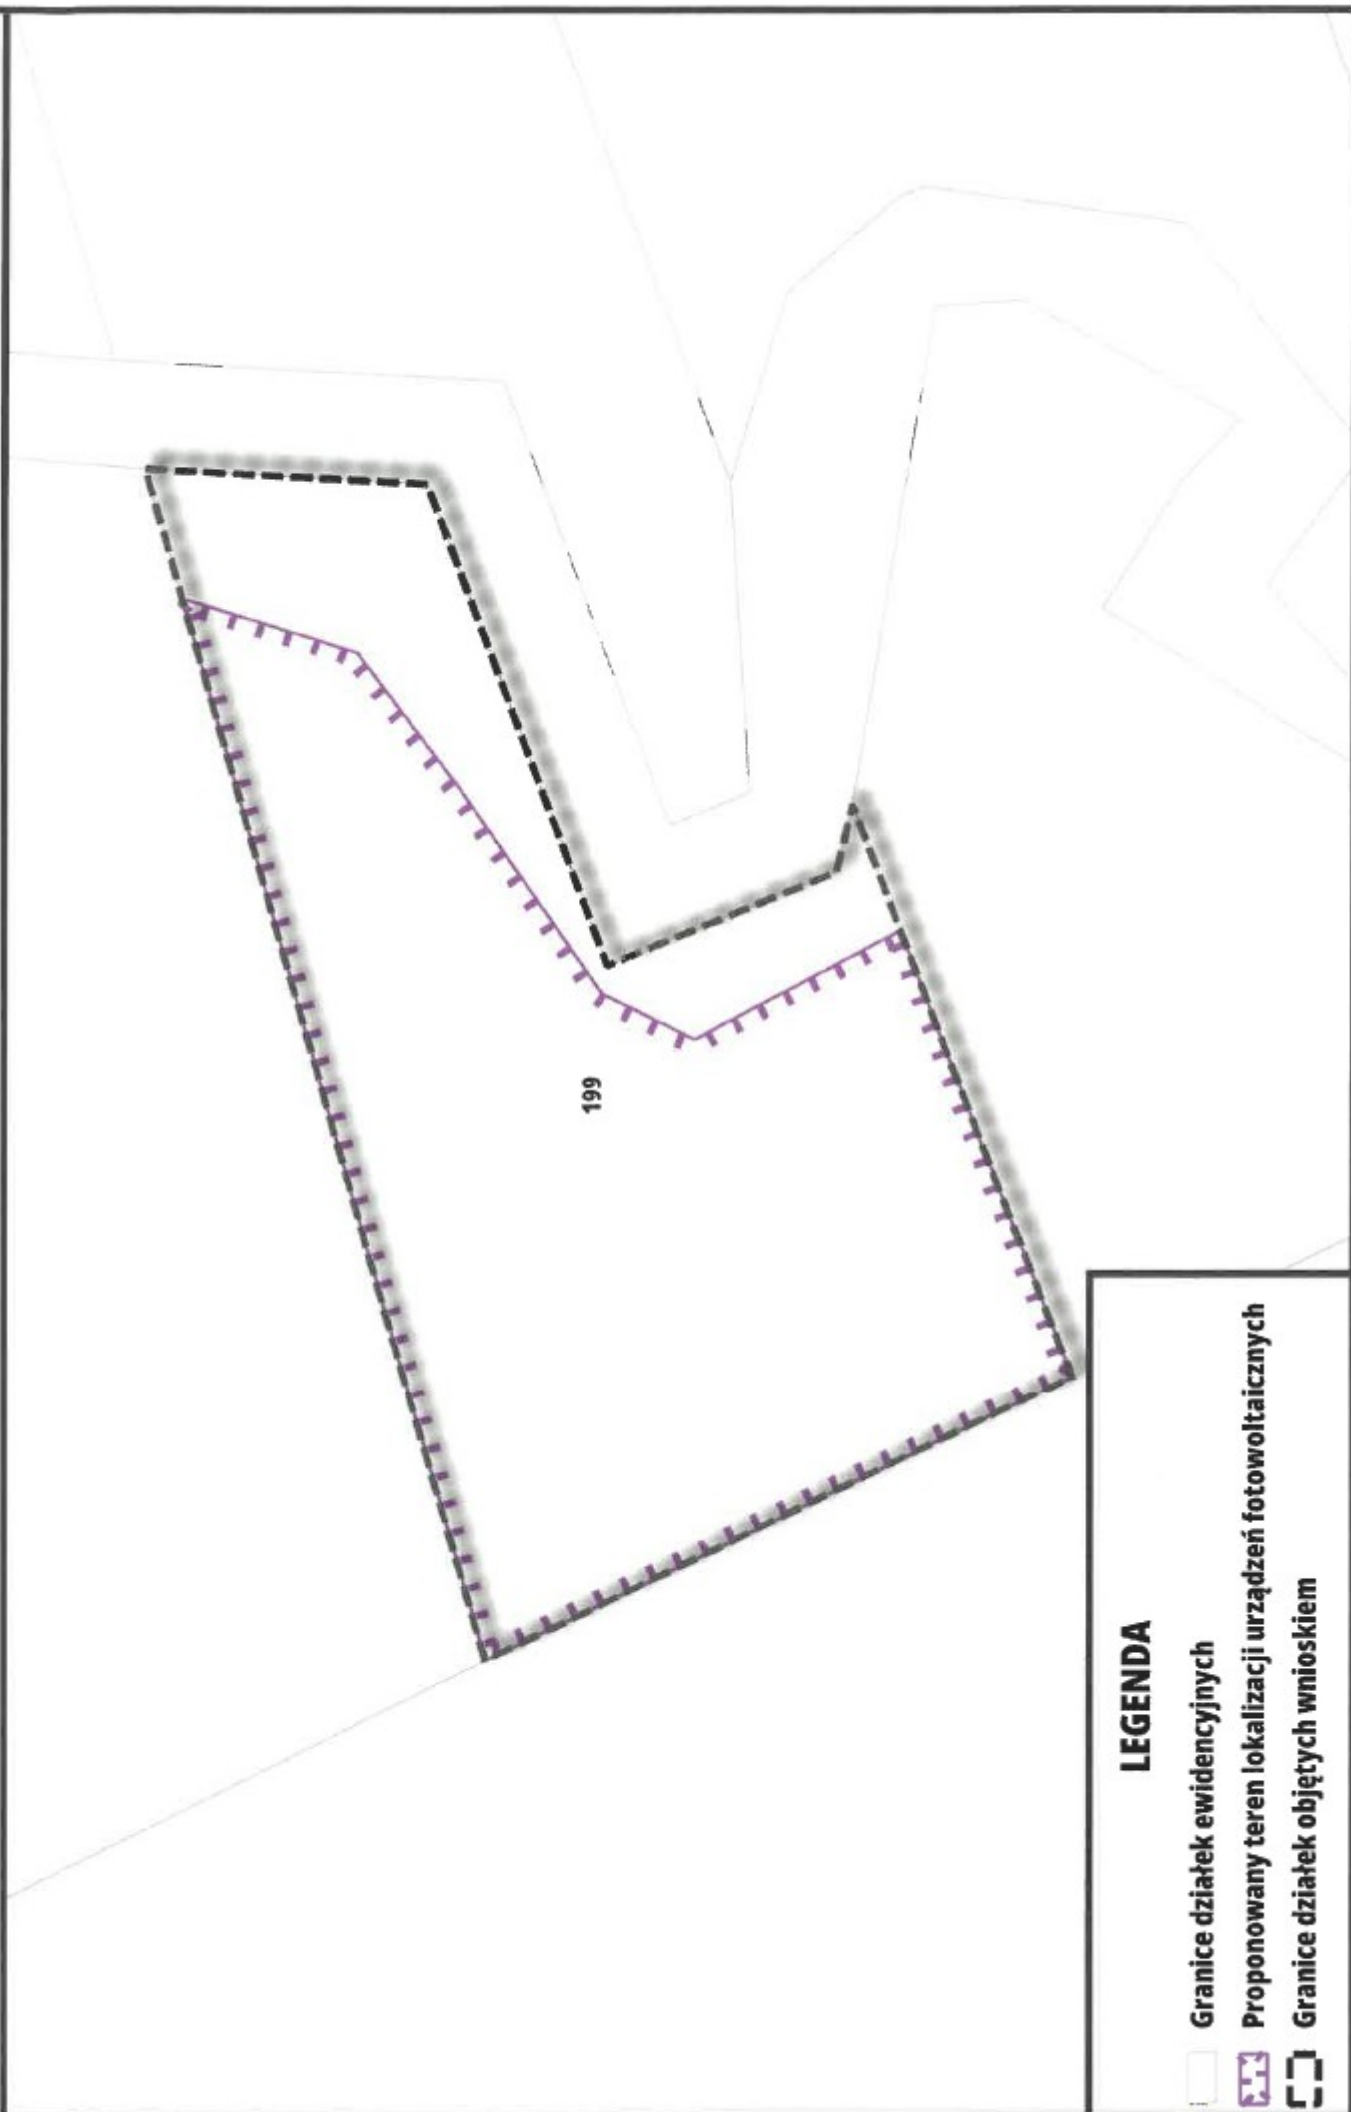 199
LEGENDA
Granice działek ewidencyjnych
Proponowany teren lokalizacji urządzeń fotowoltaicznych
Granice działek objętych wnioskiem